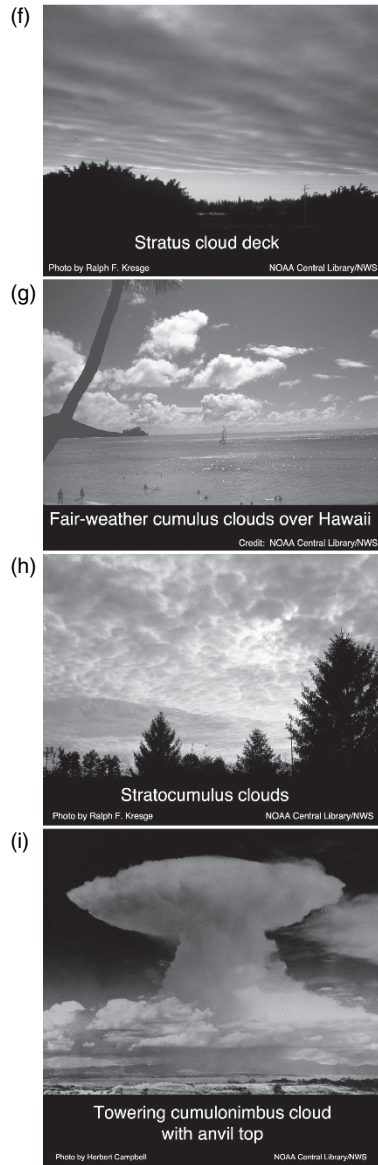 (f)
Stratus cloud deck
Photo by Ralph F. Kresge NOAA Central Library/NWS
(g)
Fair-weather cumulus clouds over Hawaii
Credit: NOAA Central Library/NWS
(h)
Stratocumulus clouds
Photo by Ralph F. Kresge NOAA Central Library/NWS
(i)
Towering cumulonimbus cloud
with anvil top
Photo by Herbert Campbell NOAA Central Library/NWS